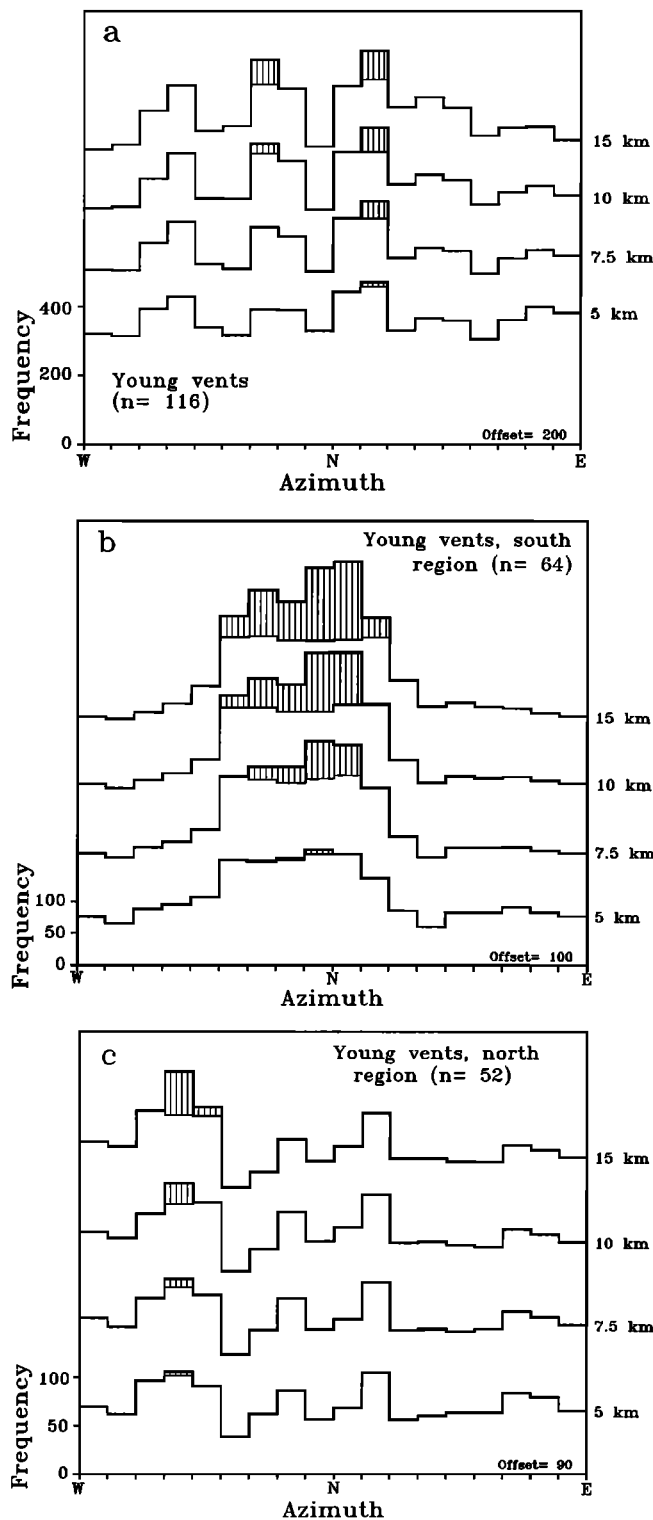 a
15 km
10 km
7.5 km
5 km
400
200
0
Frequency
Young vents
(n= 116)
Offset= 200
W
N
E
Azimuth
b
Young vents, south
region (n= 64)
15 km
10 km
7.5 km
5 km
100
50
0
Frequency
Offset= 100
W
N
E
Azimuth
c
Young vents, north
region (n= 52)
15 km
10 km
7.5 km
5 km
100
50
0
Frequency
Offset= 90
W
N
E
Azimuth